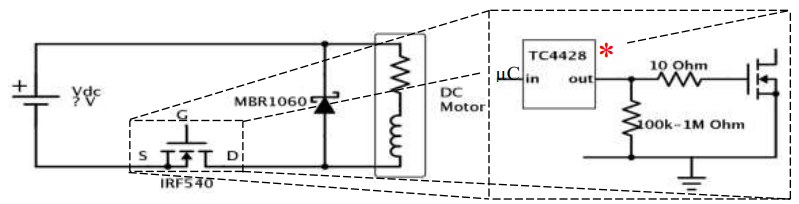 +
Vdc
? V
MBR1060
DC
Motor
G
S
D
IRF540
TC4428
*
μC
in
out
10 Ohm
100k-1M Ohm